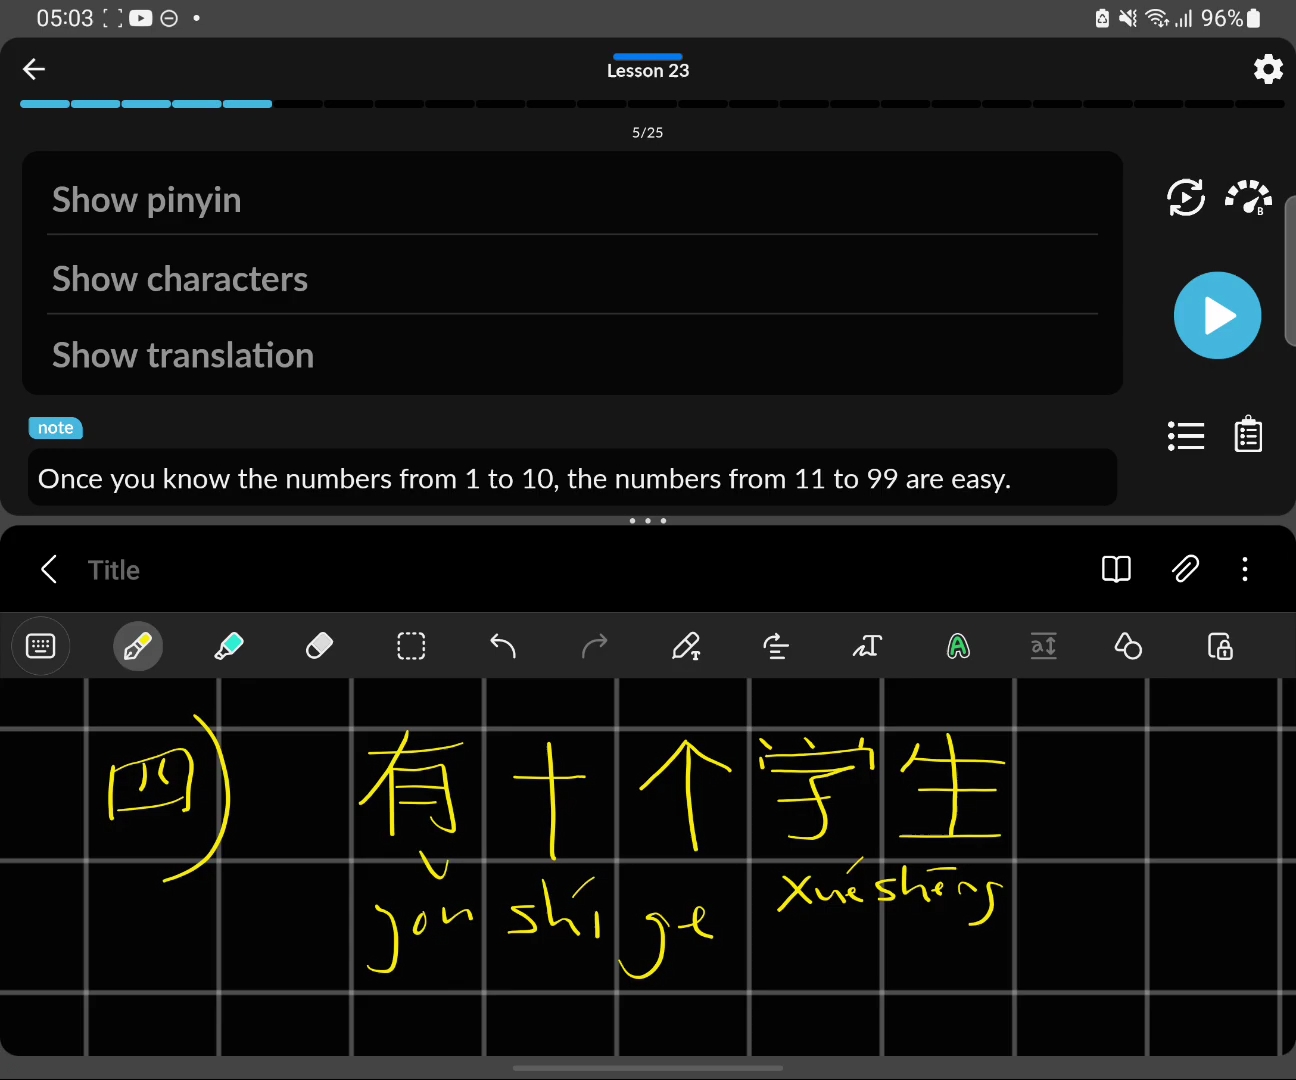 05:03
96%
Lesson 23
5/25
Show pinyin
Show characters
Show translation
B
note
Once you know the numbers from 1 to 10, the numbers from 11 to 99 are easy.
Title
T
T
A
a
四) 有十个学生
shí ge xuéshēng